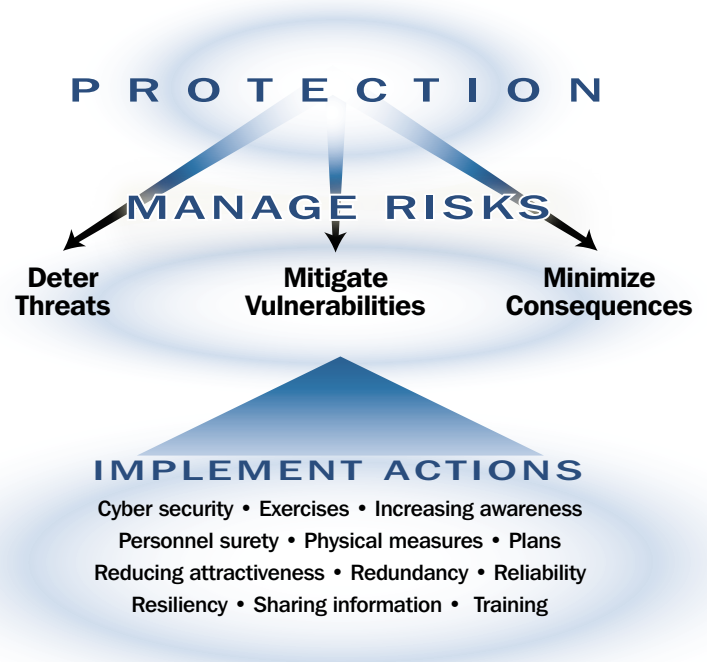 PROTECTION
MANAGE RISKS
Deter
Threats
Mitigate
Vulnerabilities
Minimize
Consequences
IMPLEMENT ACTIONS
Cyber security • Exercises • Increasing awareness
Personnel surety • Physical measures • Plans
Reducing attractiveness • Redundancy • Reliability
Resiliency • Sharing information • Training